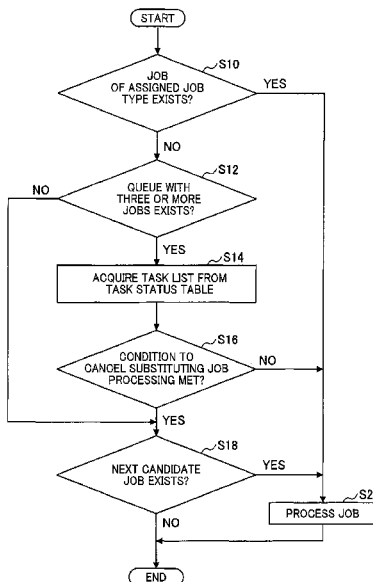 START
S10
JOB
OF ASSIGNED JOB
TYPE EXISTS?
YES
NO
S12
QUEUE WITH
THREE OR MORE
JOBS EXISTS?
NO
YES
S14
ACQUIRE TASK LIST FROM
TASK STATUS TABLE
S16
CONDITION TO
CANCEL SUBSTITUTING JOB
PROCESSING MET?
NO
YES
S18
NEXT CANDIDATE
JOB EXISTS?
YES
NO
S2
PROCESS JOB
END